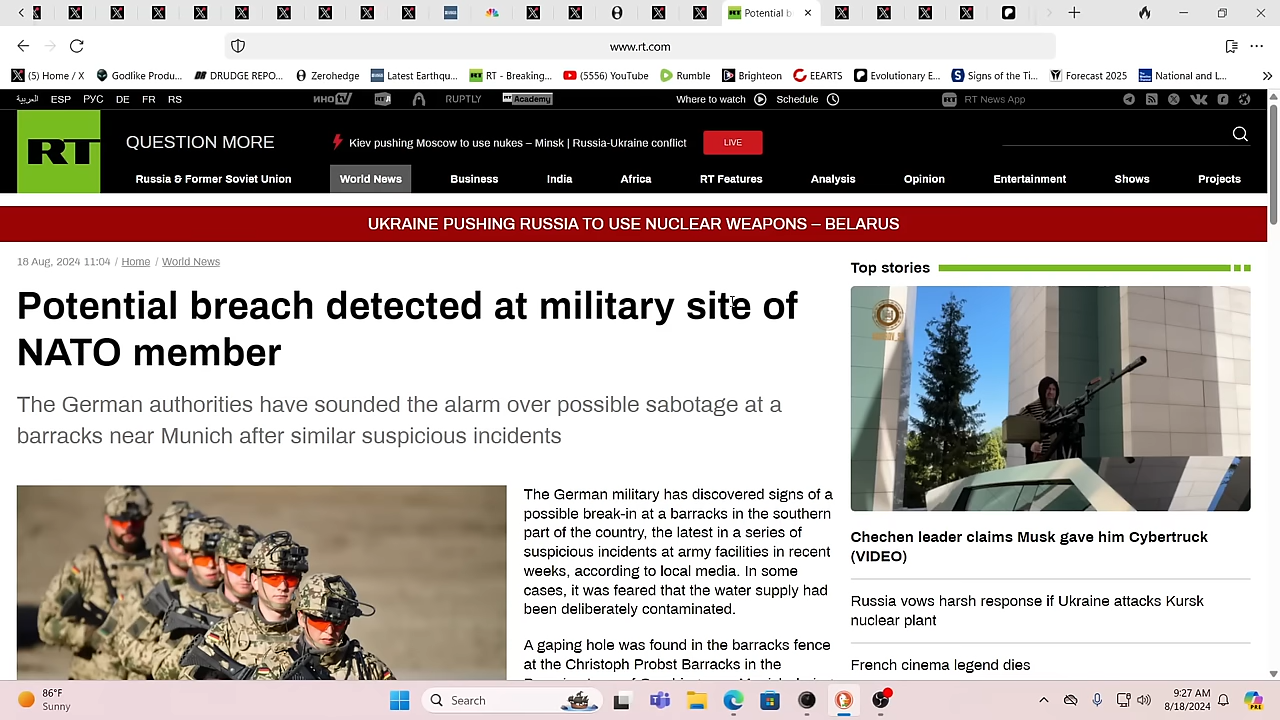 Potential b
www.rt.com
(5) Home / X
Godlike Produ...
DRUDGE REPO...
Zerohedge
Latest Earthqu...
RT - Breaking...
(5556) YouTube
Rumble
Brighteon
EEARTS
Evolutionary E...
Signs of the Ti...
Forecast 2025
National and L...
العربية ESP РУС DE FR RS
ИНОTV
RUPTLY
RT Academy
Where to watch
Schedule
RT News App
RT
QUESTION MORE
Kiev pushing Moscow to use nukes – Minsk | Russia-Ukraine conflict
LIVE
Russia & Former Soviet Union
World News
Business
India
Africa
RT Features
Analysis
Opinion
Entertainment
Shows
Projects
UKRAINE PUSHING RUSSIA TO USE NUCLEAR WEAPONS – BELARUS
18 Aug, 2024 11:04 / Home / World News
Potential breach detected at military site of
NATO member
The German authorities have sounded the alarm over possible sabotage at a
barracks near Munich after similar suspicious incidents
The German military has discovered signs of a
possible break-in at a barracks in the southern
part of the country, the latest in a series of
suspicious incidents at army facilities in recent
weeks, according to local media. In some
cases, it was feared that the water supply had
been deliberately contaminated.
A gaping hole was found in the barracks fence
at the Christoph Probst Barracks in the
Top stories
Chechen leader claims Musk gave him Cybertruck
(VIDEO)
Russia vows harsh response if Ukraine attacks Kursk
nuclear plant
French cinema legend dies
86°F
Sunny
Search
9:27 AM
8/18/2024